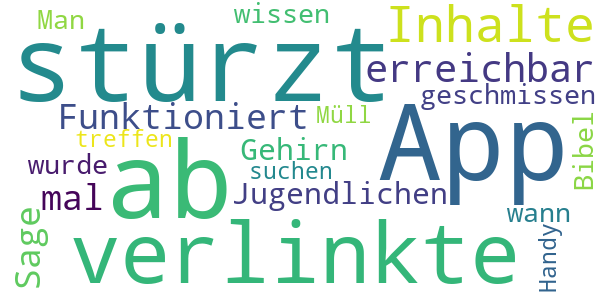 Man
wissen
Inhalte
stürzt
erreichbar
geschmissen
Funktioniert
Müll
App
treffen
Gehirn
Bibel
wurde
suchen
ab
mal
Jugendlichen
wann
Sage
verlinkte
Handy